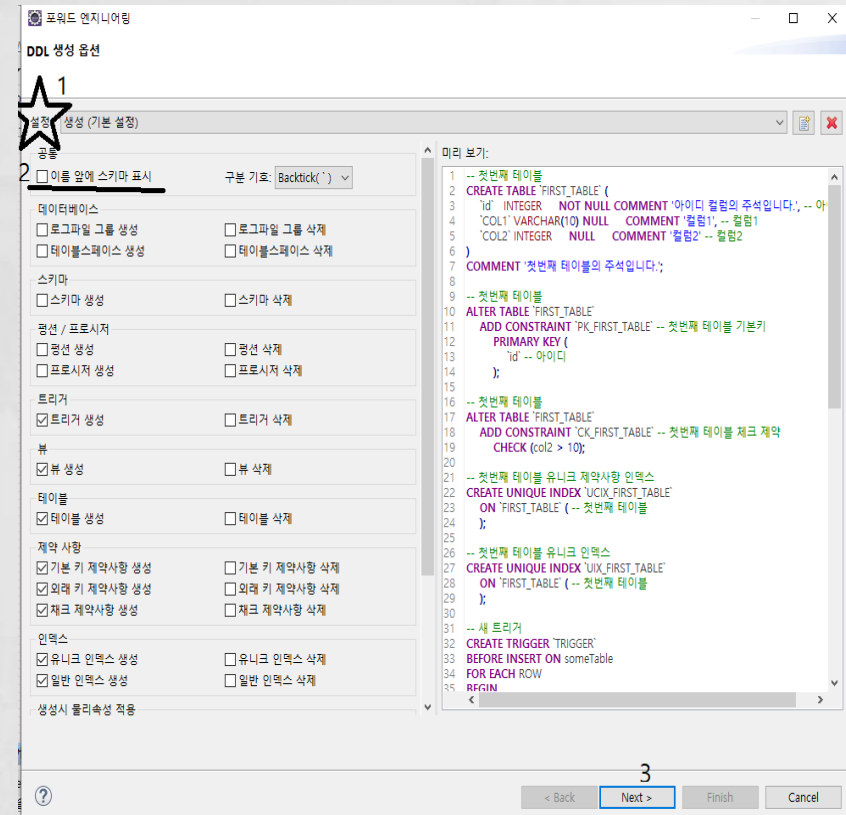 포워드 엔지니어링
DDL 생성 옵션
1
설정: 생성 (기본 설정)
공통
2
이름 앞에 스키마 표시 구분 기호: Backtick(`)
데이터베이스
로그파일 그룹 생성 로그파일 그룹 삭제
테이블스페이스 생성 테이블스페이스 삭제
스키마
스키마 생성 스키마 삭제
펑션 / 프로시저
펑션 생성 펑션 삭제
프로시저 생성 프로시저 삭제
트리거
트리거 생성 트리거 삭제
뷰
뷰 생성 뷰 삭제
테이블
테이블 생성 테이블 삭제
제약 사항
기본 키 제약사항 생성 기본 키 제약사항 삭제
외래 키 제약사항 생성 외래 키 제약사항 삭제
채크 제약사항 생성 채크 제약사항 삭제
인덱스
유니크 인덱스 생성 유니크 인덱스 삭제
일반 인덱스 생성 일반 인덱스 삭제
생성시 물리속성 적용
미리 보기:
1 -- 첫번째 테이블
2 CREATE TABLE `FIRST_TABLE` (
3 `id` INTEGER NOT NULL COMMENT '아이디 컬럼의 주석입니다.', -- 아
4 `COL1` VARCHAR(10) NULL COMMENT '컬럼1', -- 컬럼1
5 `COL2` INTEGER NULL COMMENT '컬럼2' -- 컬럼2
6 )
7 COMMENT '첫번째 테이블의 주석입니다.';
8
9 -- 첫번째 테이블
10 ALTER TABLE `FIRST_TABLE`
11 ADD CONSTRAINT `PK_FIRST_TABLE` -- 첫번째 테이블 기본키
12 PRIMARY KEY (
13 `id` -- 아이디
14 );
15
16 -- 첫번째 테이블
17 ALTER TABLE `FIRST_TABLE`
18 ADD CONSTRAINT `CK_FIRST_TABLE` -- 첫번째 테이블 체크 제약
19 CHECK (col2 > 10);
20
21 -- 첫번째 테이블 유니크 제약사항 인덱스
22 CREATE UNIQUE INDEX `UCIX_FIRST_TABLE`
23 ON `FIRST_TABLE` ( -- 첫번째 테이블
24 );
25
26 -- 첫번째 테이블 유니크 인덱스
27 CREATE UNIQUE INDEX `UIX_FIRST_TABLE`
28 ON `FIRST_TABLE` ( -- 첫번째 테이블
29 );
30
31 -- 새 트리거
32 CREATE TRIGGER `TRIGGER`
33 BEFORE INSERT ON someTable
34 FOR EACH ROW
35 BEGIN
3
< Back Next > Finish Cancel